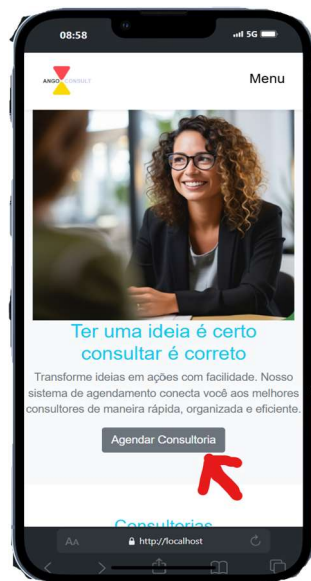 08:58 5G
ANGO CONSULT
Menu
Ter uma ideia é certo
consultar é correto
Transforme ideias em ações com facilidade. Nosso
sistema de agendamento conecta você aos melhores
consultores de maneira rápida, organizada e eficiente.
Agendar Consultoria
Consultorias
AA http://localhost